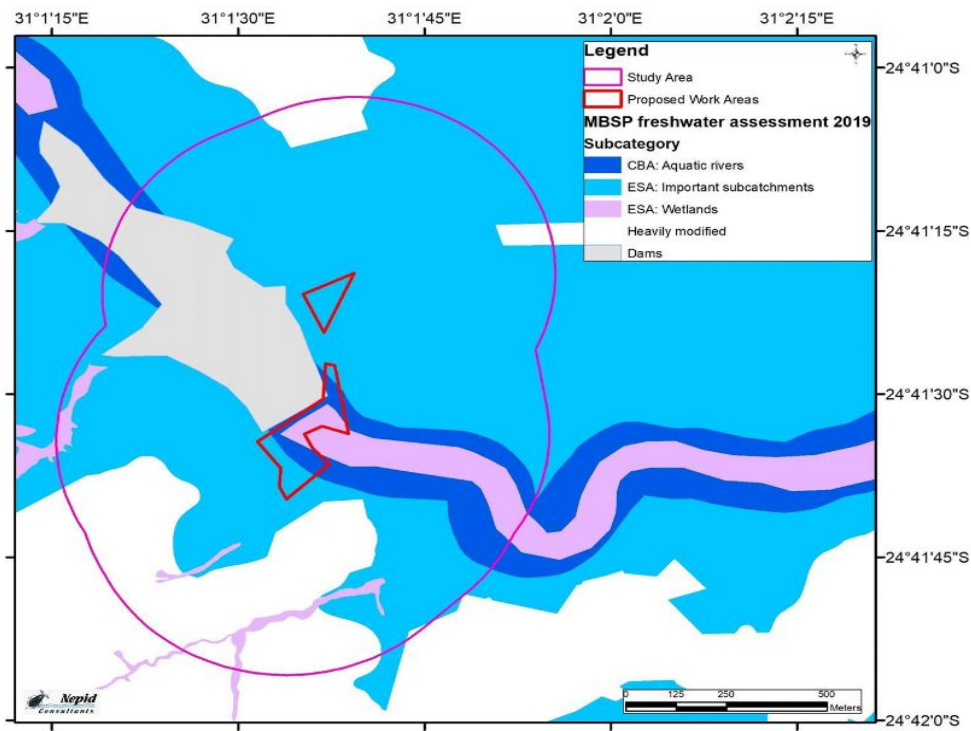 31°1'15"E 31°1'30"E 31°1'45"E 31°2'0"E 31°2'15"E
Legend
Study Area
Proposed Work Areas
MBSP freshwater assessment 2019
Subcategory
CBA: Aquatic rivers
ESA: Important subcatchments
ESA: Wetlands
Heavily modified
Dams
24°41'0"S
24°41'15"S
24°41'30"S
24°41'45"S
24°42'0"S
Nepid
Consultants
0 125 250 500
Meters